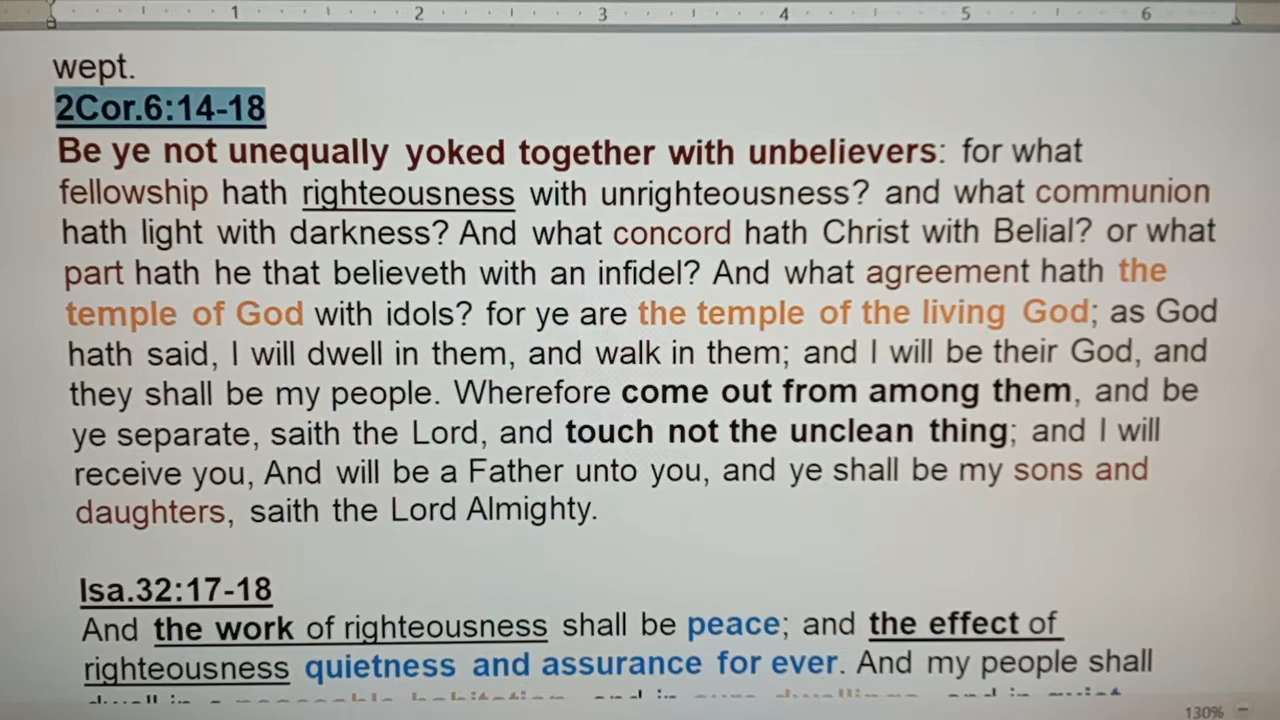 1 2 3 4 5 6
wept.
2Cor.6:14-18
Be ye not unequally yoked together with unbelievers: for what
fellowship hath righteousness with unrighteousness? and what communion
hath light with darkness? And what concord hath Christ with Belial? or what
part hath he that believeth with an infidel? And what agreement hath the
temple of God with idols? for ye are the temple of the living God; as God
hath said, I will dwell in them, and walk in them; and I will be their God, and
they shall be my people. Wherefore come out from among them, and be
ye separate, saith the Lord, and touch not the unclean thing; and I will
receive you, And will be a Father unto you, and ye shall be my sons and
daughters, saith the Lord Almighty.
Isa.32:17-18
And the work of righteousness shall be peace; and the effect of
righteousness quietness and assurance for ever. And my people shall
130%